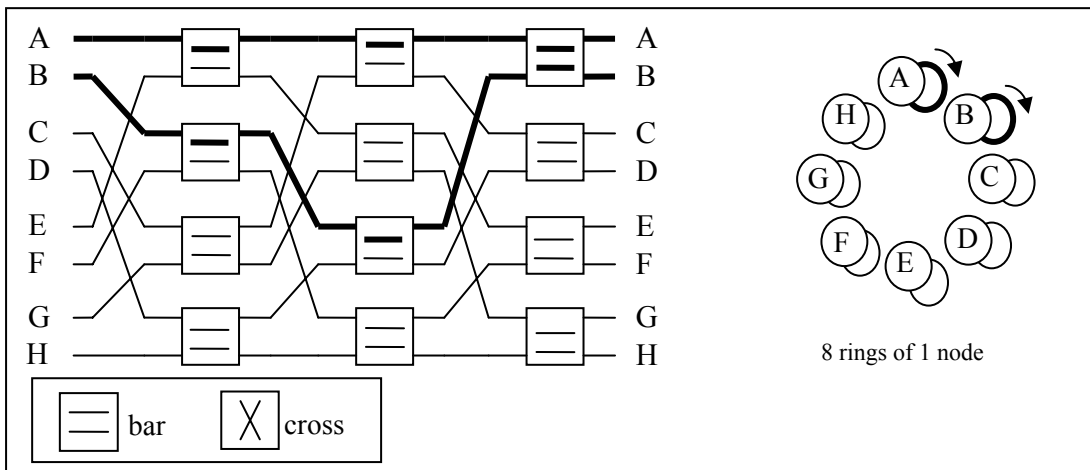 A A
B B
C C
D D
E E
F F
G G
H H
bar cross
A
B
C
D
E
F
G
H
8 rings of 1 node